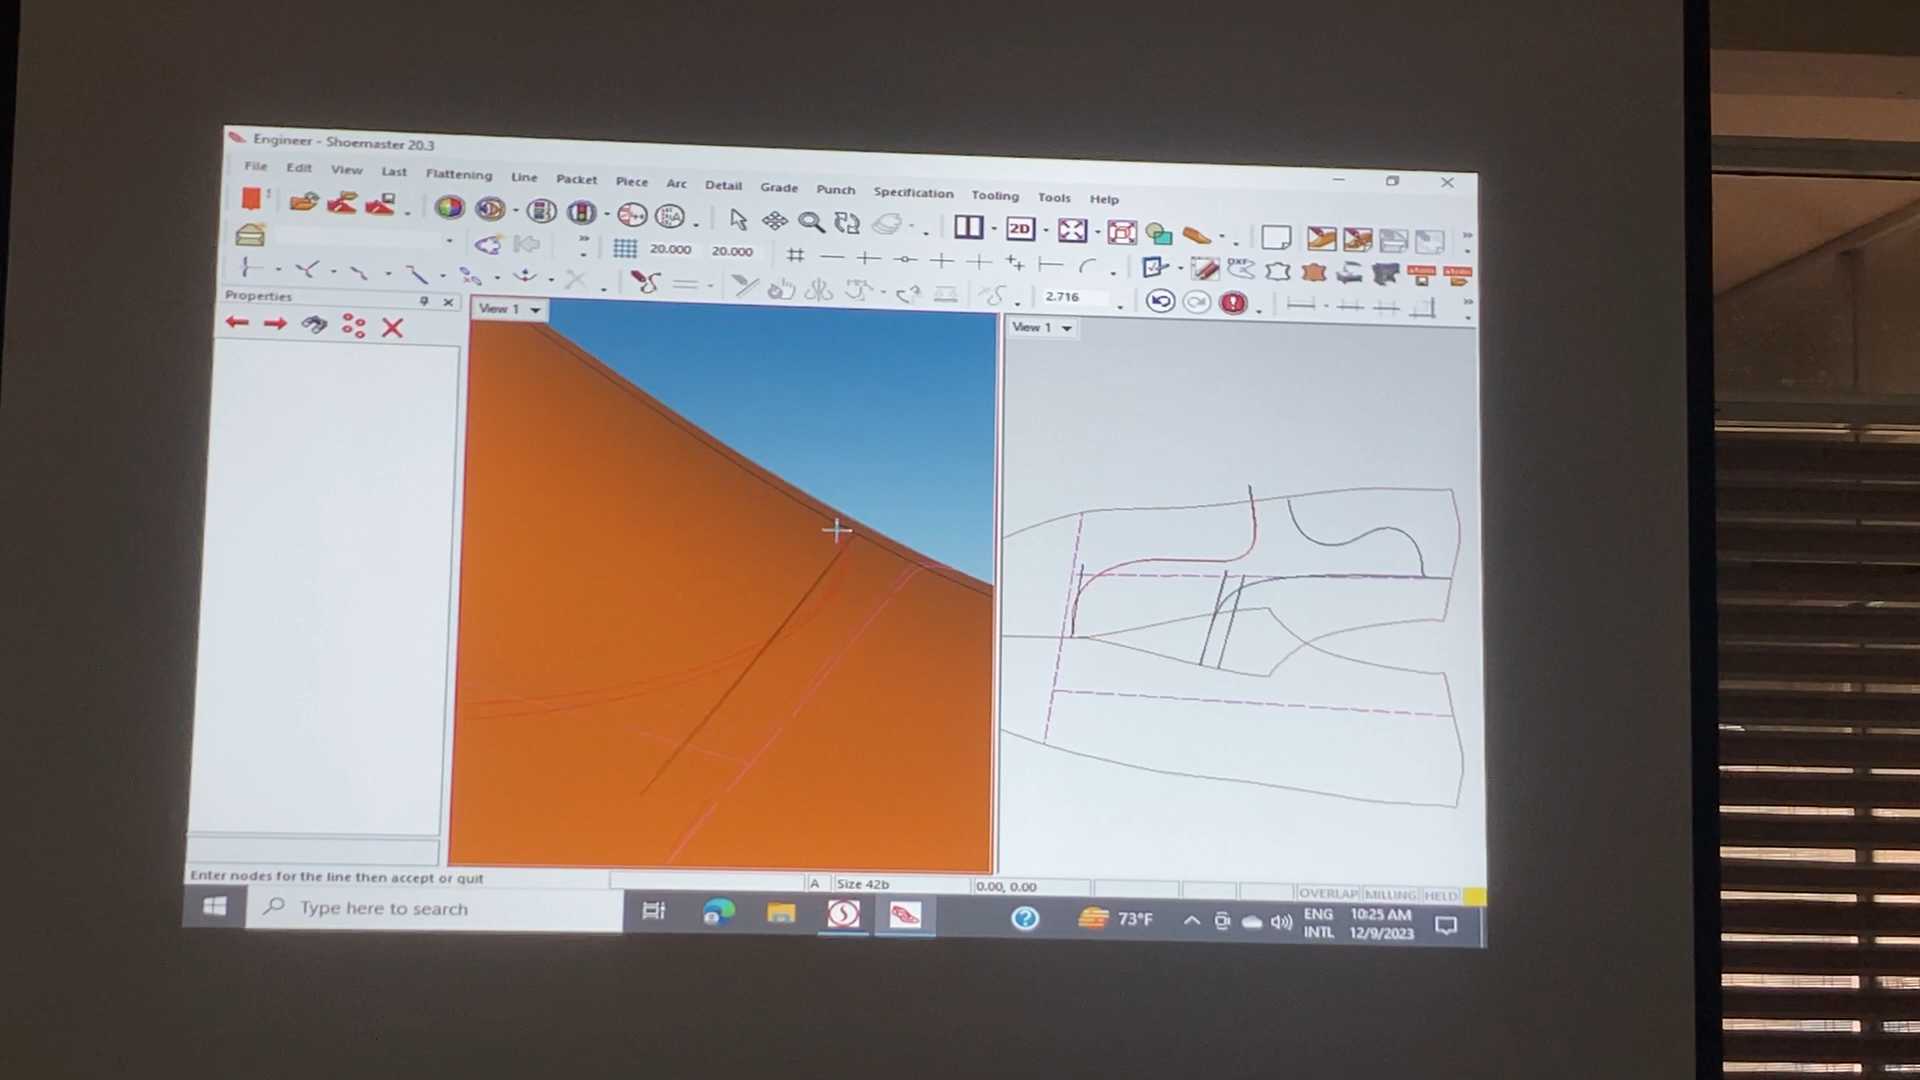 Engineer - Shoemaster 20.3
File Edit View Last Flattening Line Packet Piece Arc Detail Grade Punch Specification Tooling Tools Help
2D
20.000 20.000
DXF
2.716
Properties
View 1
View 1
Enter nodes for the line then accept or quit
A Size 42b 0.00, 0.00
OVERLAP MILLING HELD
Type here to search
73°F
ENG
INTL
10:25 AM
12/9/2023